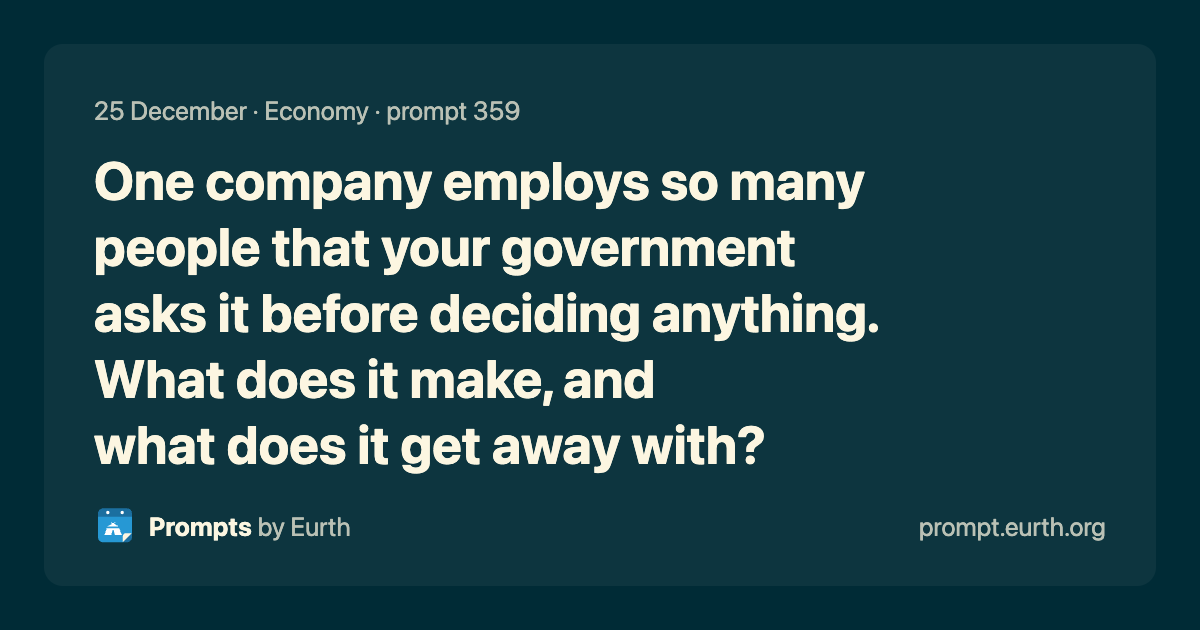 25 December · Economy · prompt 359
One company employs so many
people that your government
asks it before deciding anything.
What does it make, and
what does it get away with?
Prompts by Eurth
prompt.eurth.org